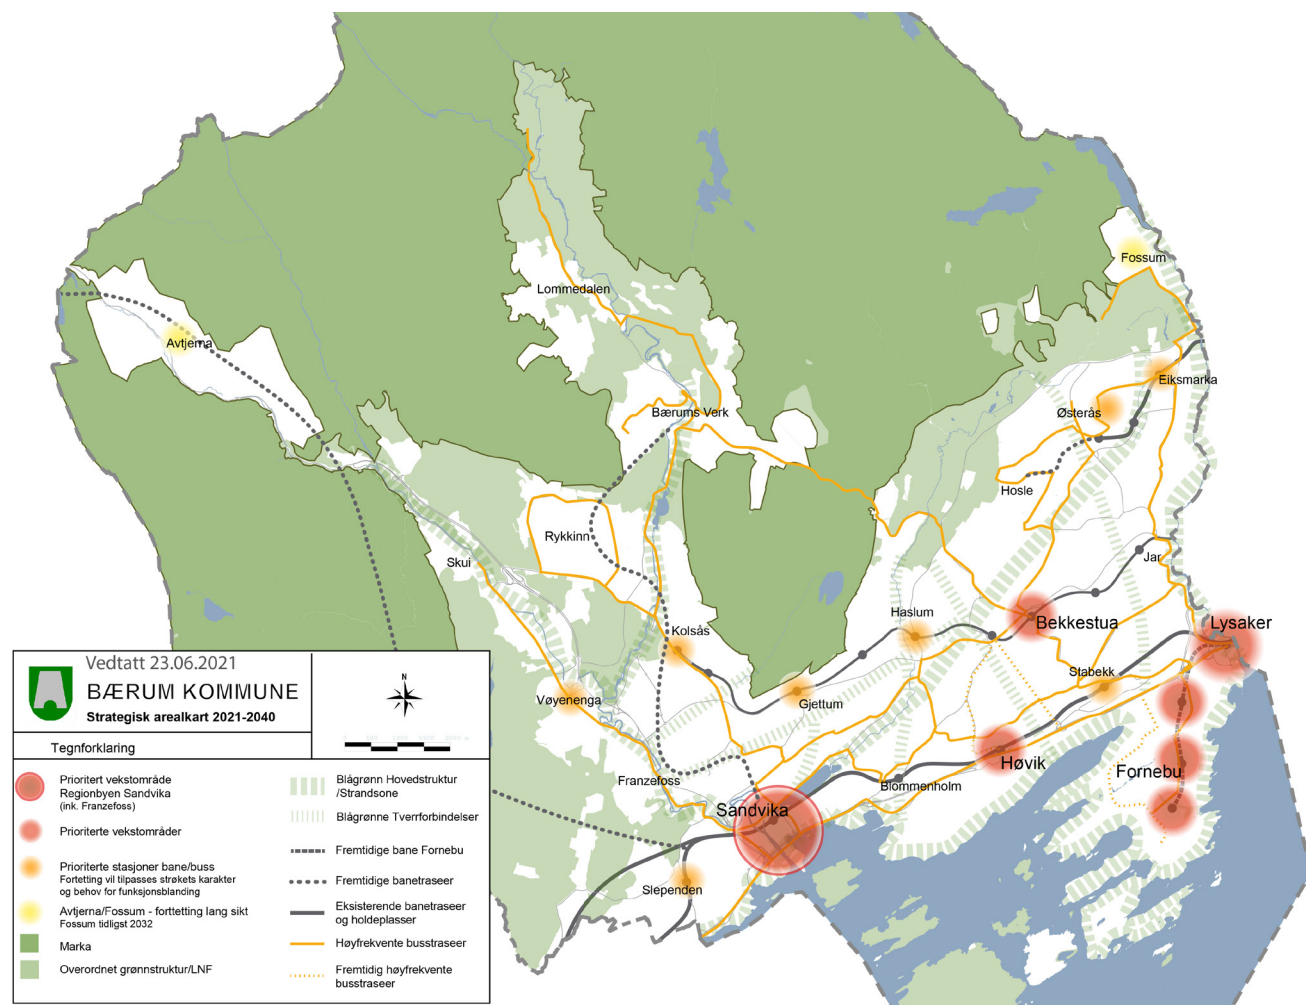 Fossum
Lommedalen
Avtjerna
Eiksmarka
Østerås
Bærums Verk
Hosle
Rykkinn
Jar
Skui
Haslum
Bekkestua
Lysaker
Kolsås
Stabekk
Vøyenenga
Gjettum
Høvik
Fornebu
Franzefoss
Blommenholm
Sandvika
Slependen
Vedtatt 23.06.2021
BÆRUM KOMMUNE
Strategisk arealkart 2021-2040
N
Tegnforklaring
Prioritert vekstområde
Regionbyen Sandvika
(ink. Franzefoss)
Prioriterte vekstområder
Prioriterte stasjoner bane/buss
Fortetting vil tilpasses strøkets karakter
og behov for funksjonsblanding
Avtjerna/Fossum - forttetting lang sikt
Fossum tidligst 2032
Marka
Overordnet grønnstruktur/LNF
Blågrønn Hovedstruktur
/Strandsone
Blågrønne Tverrforbindelser
Fremtidige bane Fornebu
Fremtidige banetraseer
Eksisterende banetraseer
og holdeplasser
Høyfrekvente busstraseer
Fremtidig høyfrekvente
busstraseer